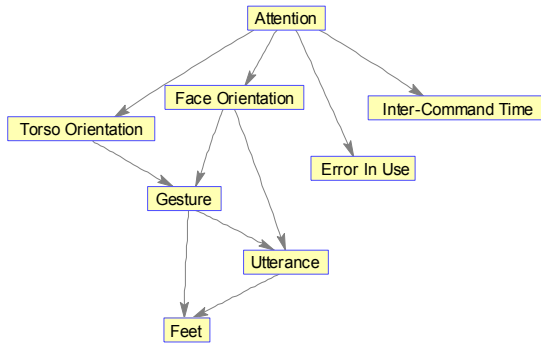 Attention
Face Orientation
Inter-Command Time
Torso Orientation
Error In Use
Gesture
Utterance
Feet